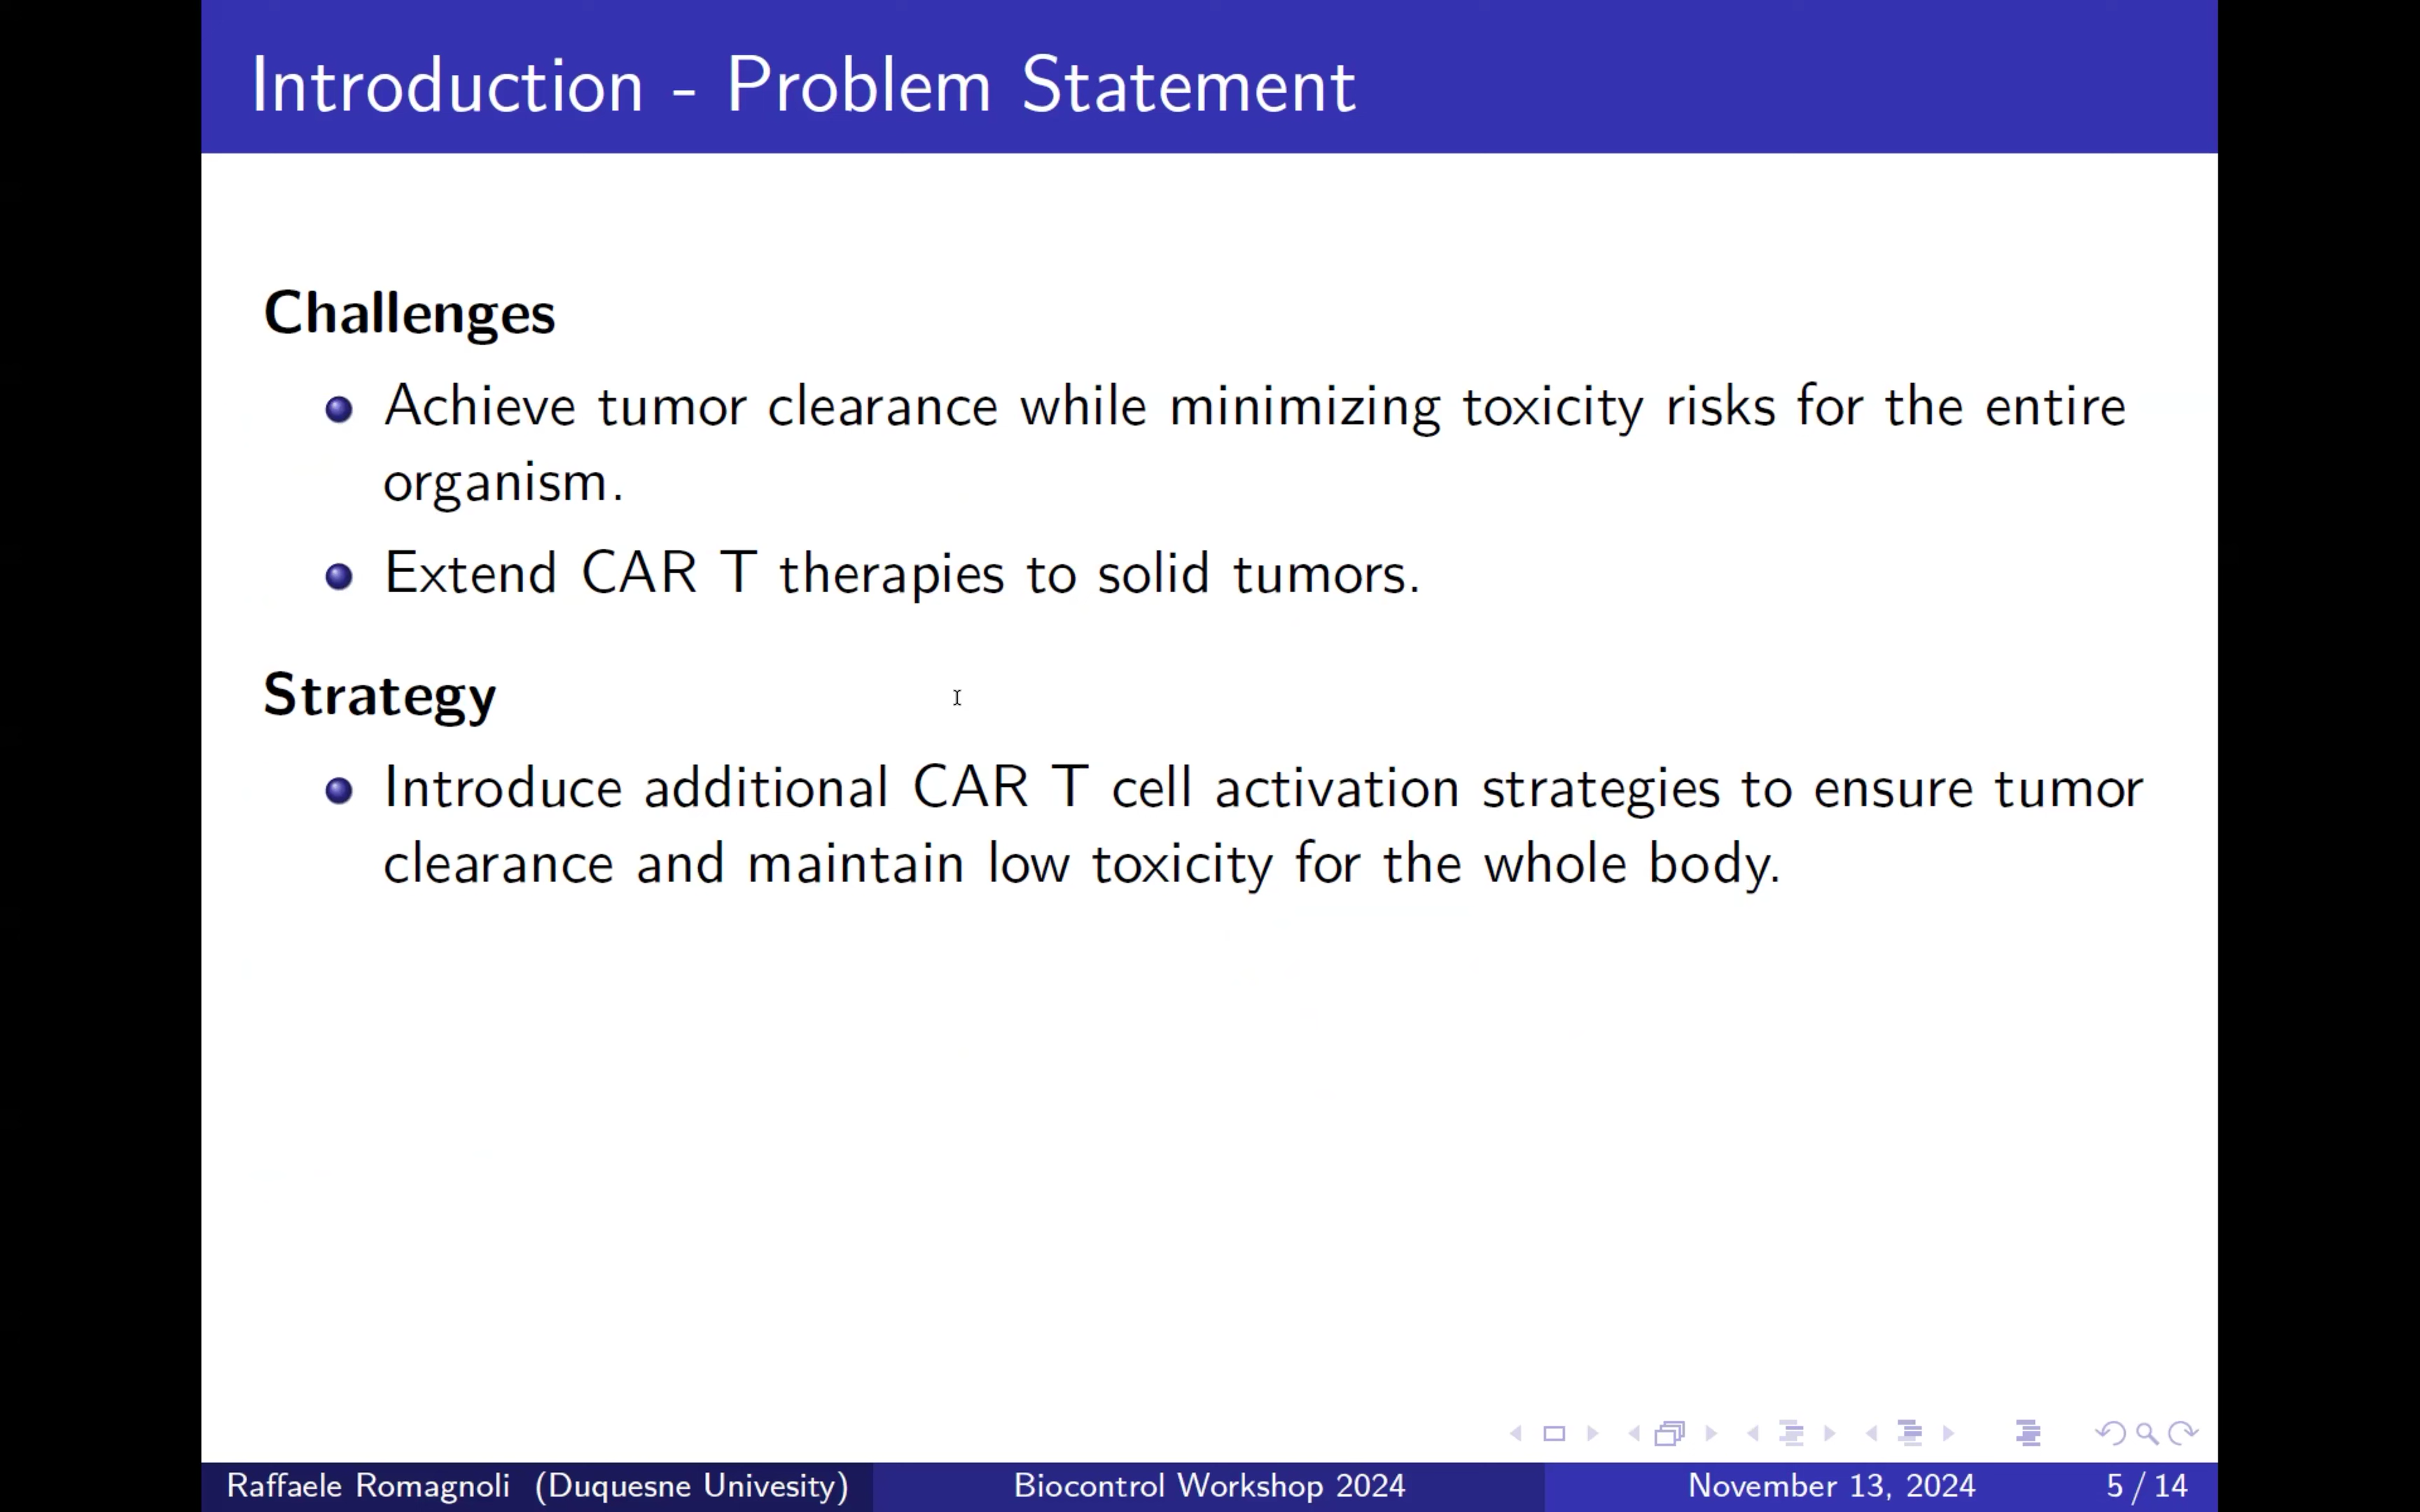 Introduction - Problem Statement
Challenges
Achieve tumor clearance while minimizing toxicity risks for the entire
organism.
Extend CAR T therapies to solid tumors.
Strategy
Introduce additional CAR T cell activation strategies to ensure tumor
clearance and maintain low toxicity for the whole body.
Raffaele Romagnoli (Duquesne Univesity) Biocontrol Workshop 2024 November 13, 2024 5 / 14